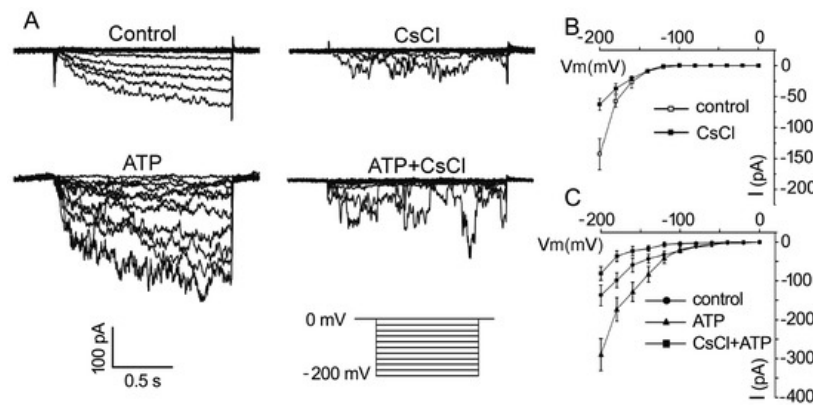 A
Control
CsCl
ATP
ATP+CsCl
100 pA
0.5 s
0 mV
-200 mV
B
-200 -100 0
Vm(mV)
0
-50
-100
-150
-200
I (pA)
control
CsCl
C
-200 -100 0
Vm(mV)
0
-100
-200
-300
-400
I (pA)
control
ATP
CsCl+ATP